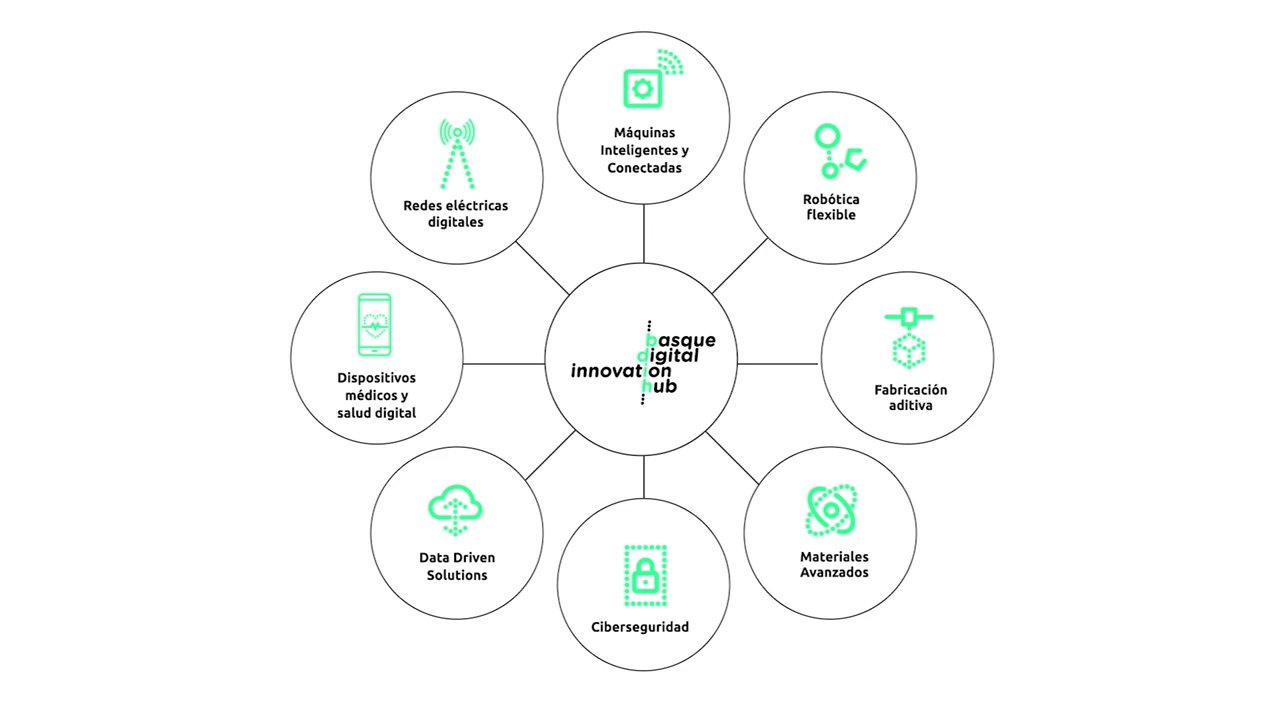 Máquinas
Inteligentes y
Conectadas
Redes eléctricas
digitales
Robótica
flexible
basque
digital
innovation
hub
Dispositivos
médicos y
salud digital
Fabricación
aditiva
Data Driven
Solutions
Materiales
Avanzados
Ciberseguridad